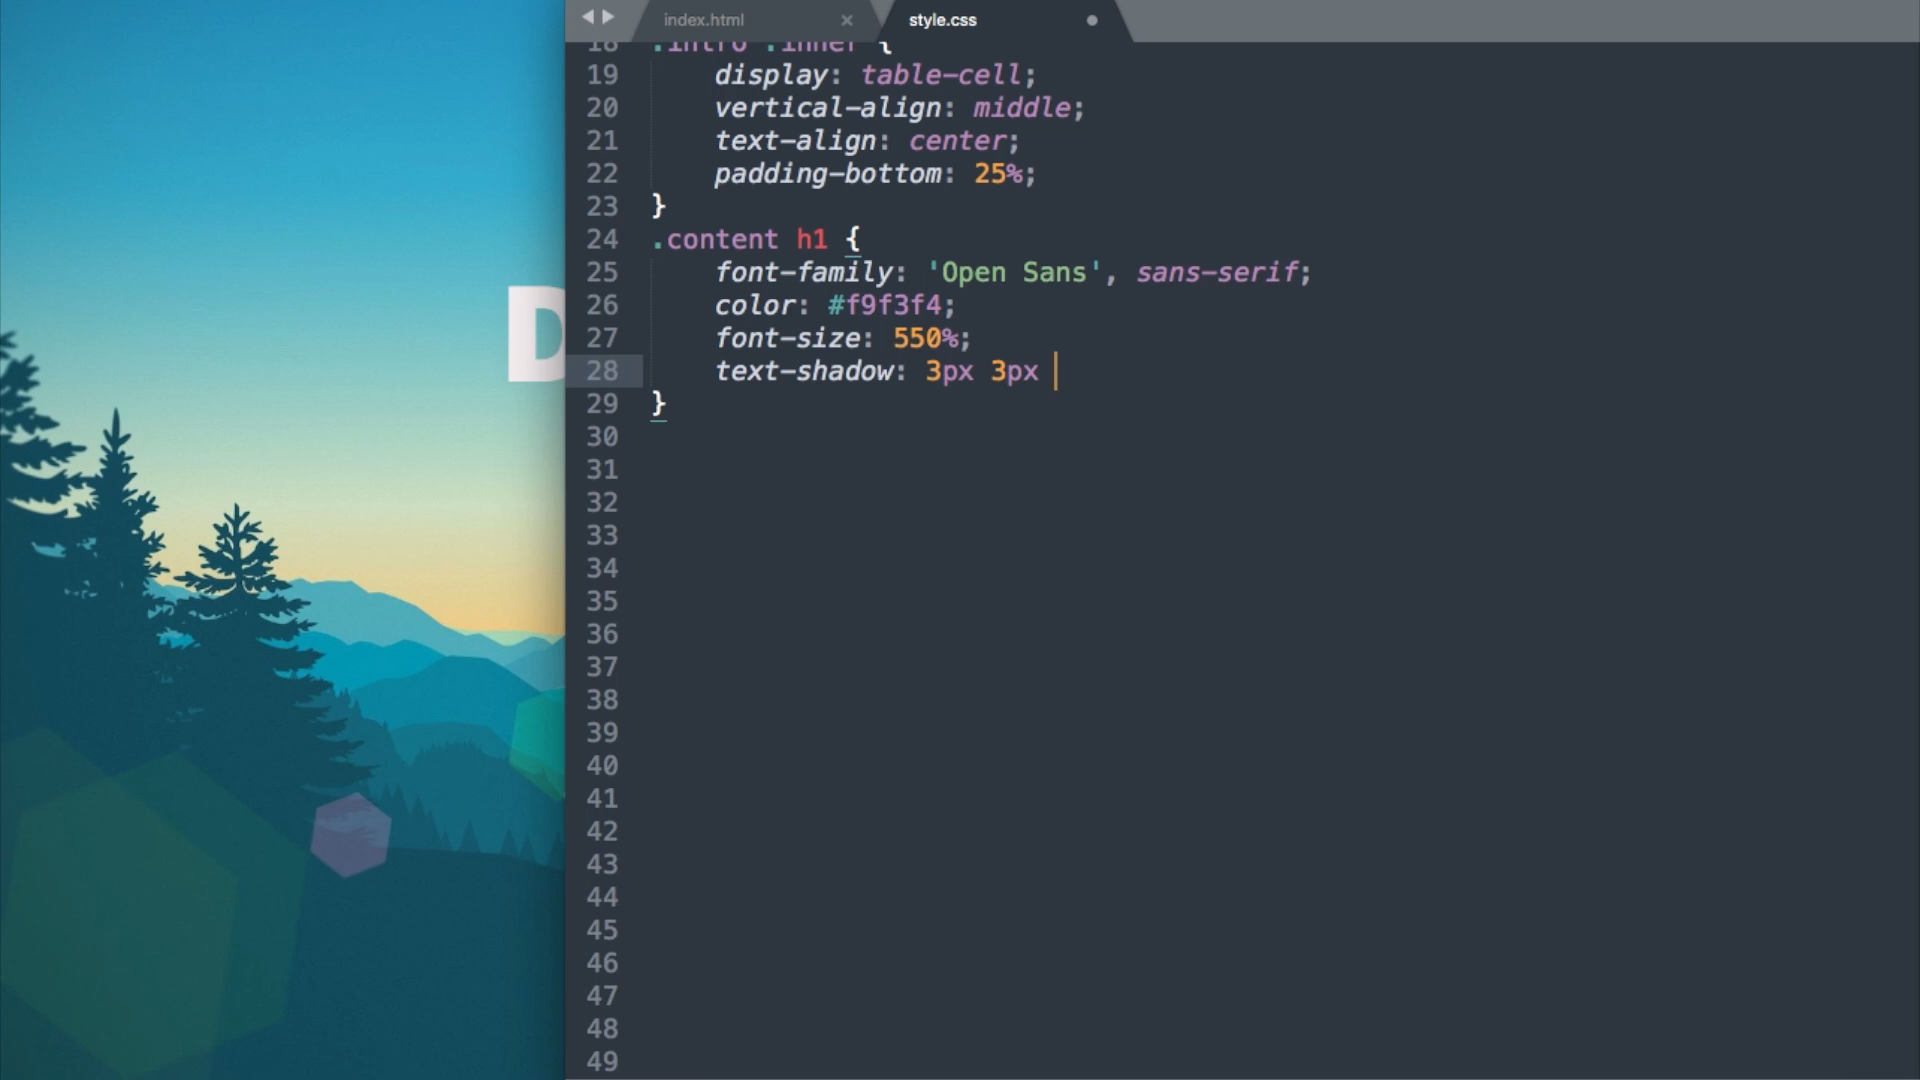 index.html
style.css
18 .intro .inner {
19 display: table-cell;
20 vertical-align: middle;
21 text-align: center;
22 padding-bottom: 25%;
23 }
24 .content h1 {
25 font-family: 'Open Sans', sans-serif;
26 color: #f9f3f4;
27 font-size: 550%;
28 text-shadow: 3px 3px
29 }
30
31
32
33
34
35
36
37
38
39
40
41
42
43
44
45
46
47
48
49
D